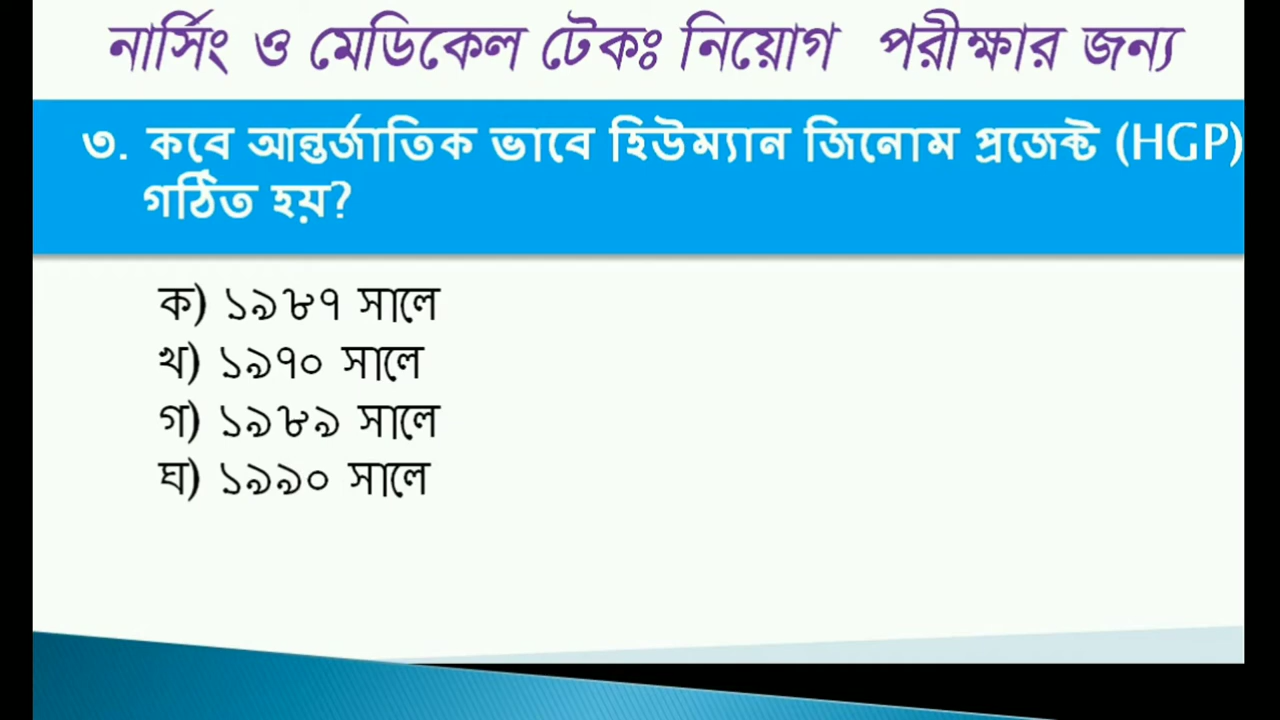 নার্সিং ও মেডিকেল টেকঃ নিয়োগ পরীক্ষার জন্য
৩. কবে আন্তর্জাতিক ভাবে হিউম্যান জিনোম প্রজেক্ট (HGP)
গঠিত হয়?
ক) ১৯৮৭ সালে
খ) ১৯৭০ সালে
গ) ১৯৮৯ সালে
ঘ) ১৯৯০ সালে